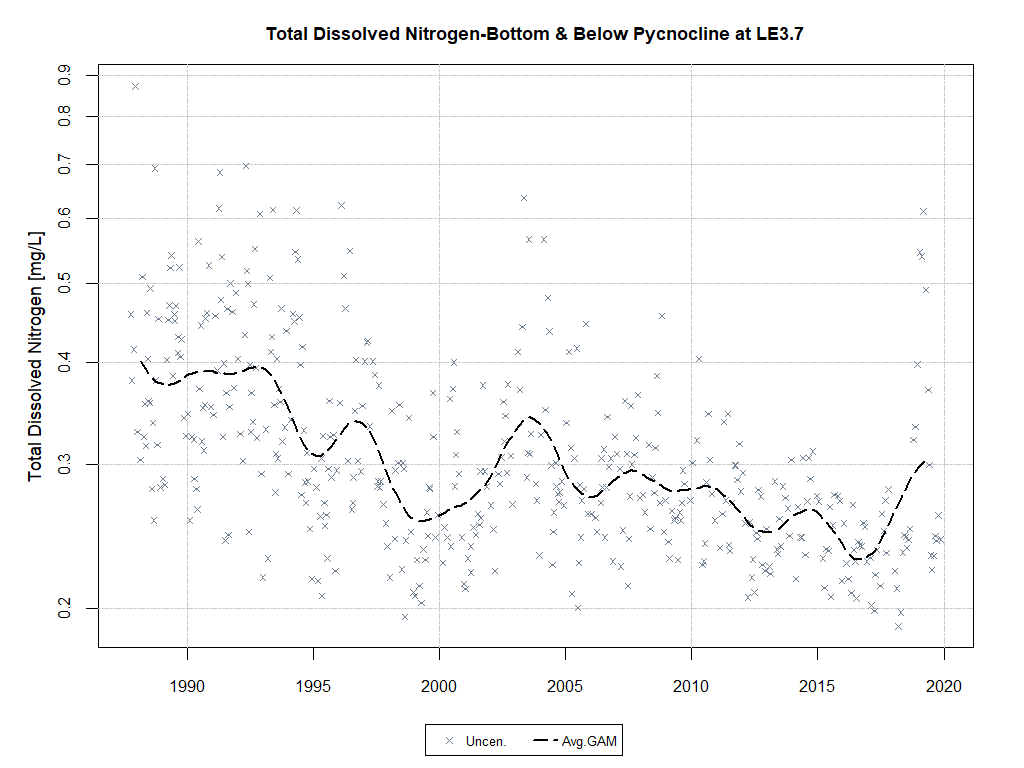 Total Dissolved Nitrogen-Bottom & Below Pycnocline at LE3.7
Total Dissolved Nitrogen [mg/L]
0.9
0.8
0.7
0.6
0.5
0.4
0.3
0.2
1990 1995 2000 2005 2010 2015 2020
Uncen. Avg.GAM